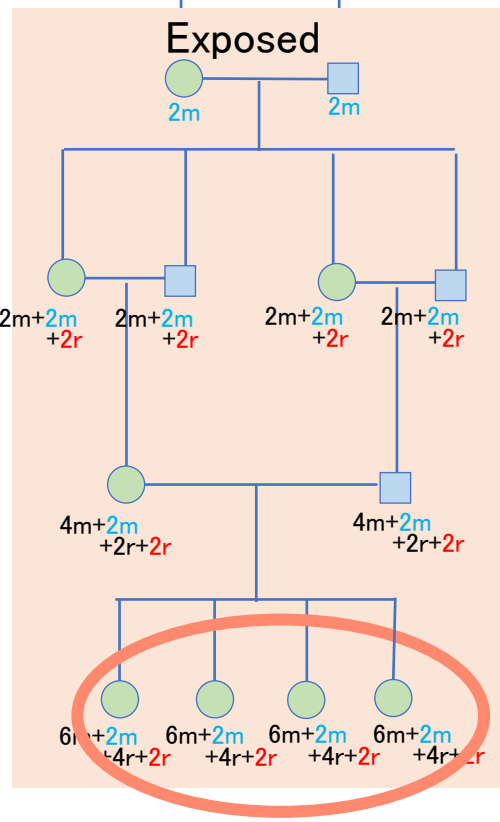 Exposed
2m 2m
2m+2m 2m+2m 2m+2m 2m+2m
+2r +2r +2r +2r
4m+2m 4m+2m
+2r+2r +2r+2r
6m+2m 6m+2m 6m+2m 6m+2m
+4r+2r +4r+2r +4r+2r +4r+2r